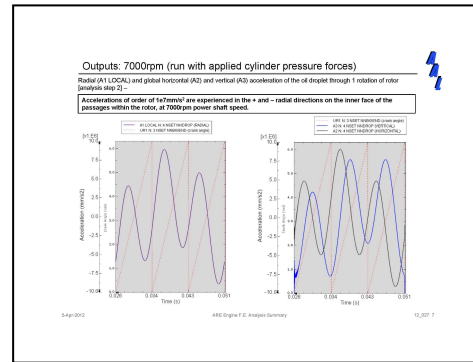 Outputs: 7000rpm (run with applied cylinder pressure forces)
Radial (A1 LOCAL) and global horizontal (A2) and vertical (A3) acceleration of the oil droplet through 1 rotation of rotor
[analysis step 2] –
Accelerations of order of 1e7mm/s² are experienced in the + and – radial directions on the inner face of the
passages within the rotor, at 7000rpm power shaft speed.
[x1 E6]
10.0
7.5
5.0
2.5
0.0
-2.5
-5.0
-7.5
-10.0
Acceleration (mm/s2)
0.026
0.034
0.043
0.051
Time (s)
[x1 E6]
10.0
7.5
5.0
2.5
0.0
-2.5
-5.0
-7.5
-10.0
Acceleration (mm/s2)
0.026
0.034
0.043
0.051
Time (s)
5-Apr-2012
ARE Engine F.E. Analysis Summary
12_027 7